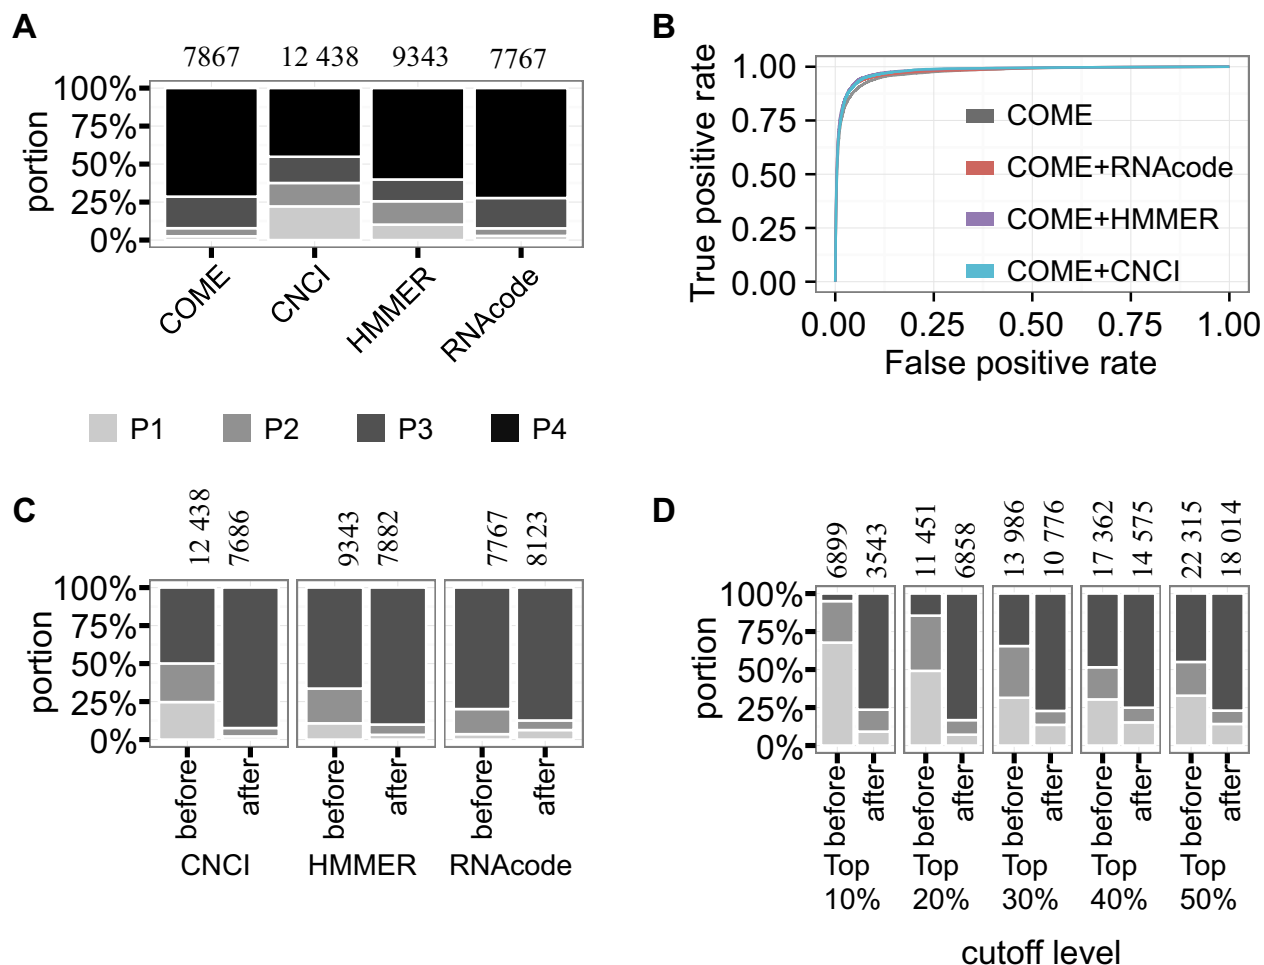 A
7867 12 438 9343 7767
portion
100%
75%
50%
25%
0%
COME
CNCI
HMMER
RNAcode
P1 P2 P3 P4
B
True positive rate
1.00
0.75
0.50
0.25
0.00
COME
COME+RNAcode
COME+HMMER
COME+CNCI
0.00 0.25 0.50 0.75 1.00
False positive rate
C
12 438 7686 9343 7882 7767 8123
portion
100%
75%
50%
25%
0%
before after before after before after
CNCI HMMER RNAcode
D
6899 3543 11 451 6858 13 986 10 776 17 362 14 575 22 315 18 014
portion
100%
75%
50%
25%
0%
before after before after before after before after before after
Top Top Top Top Top
10% 20% 30% 40% 50%
cutoff level